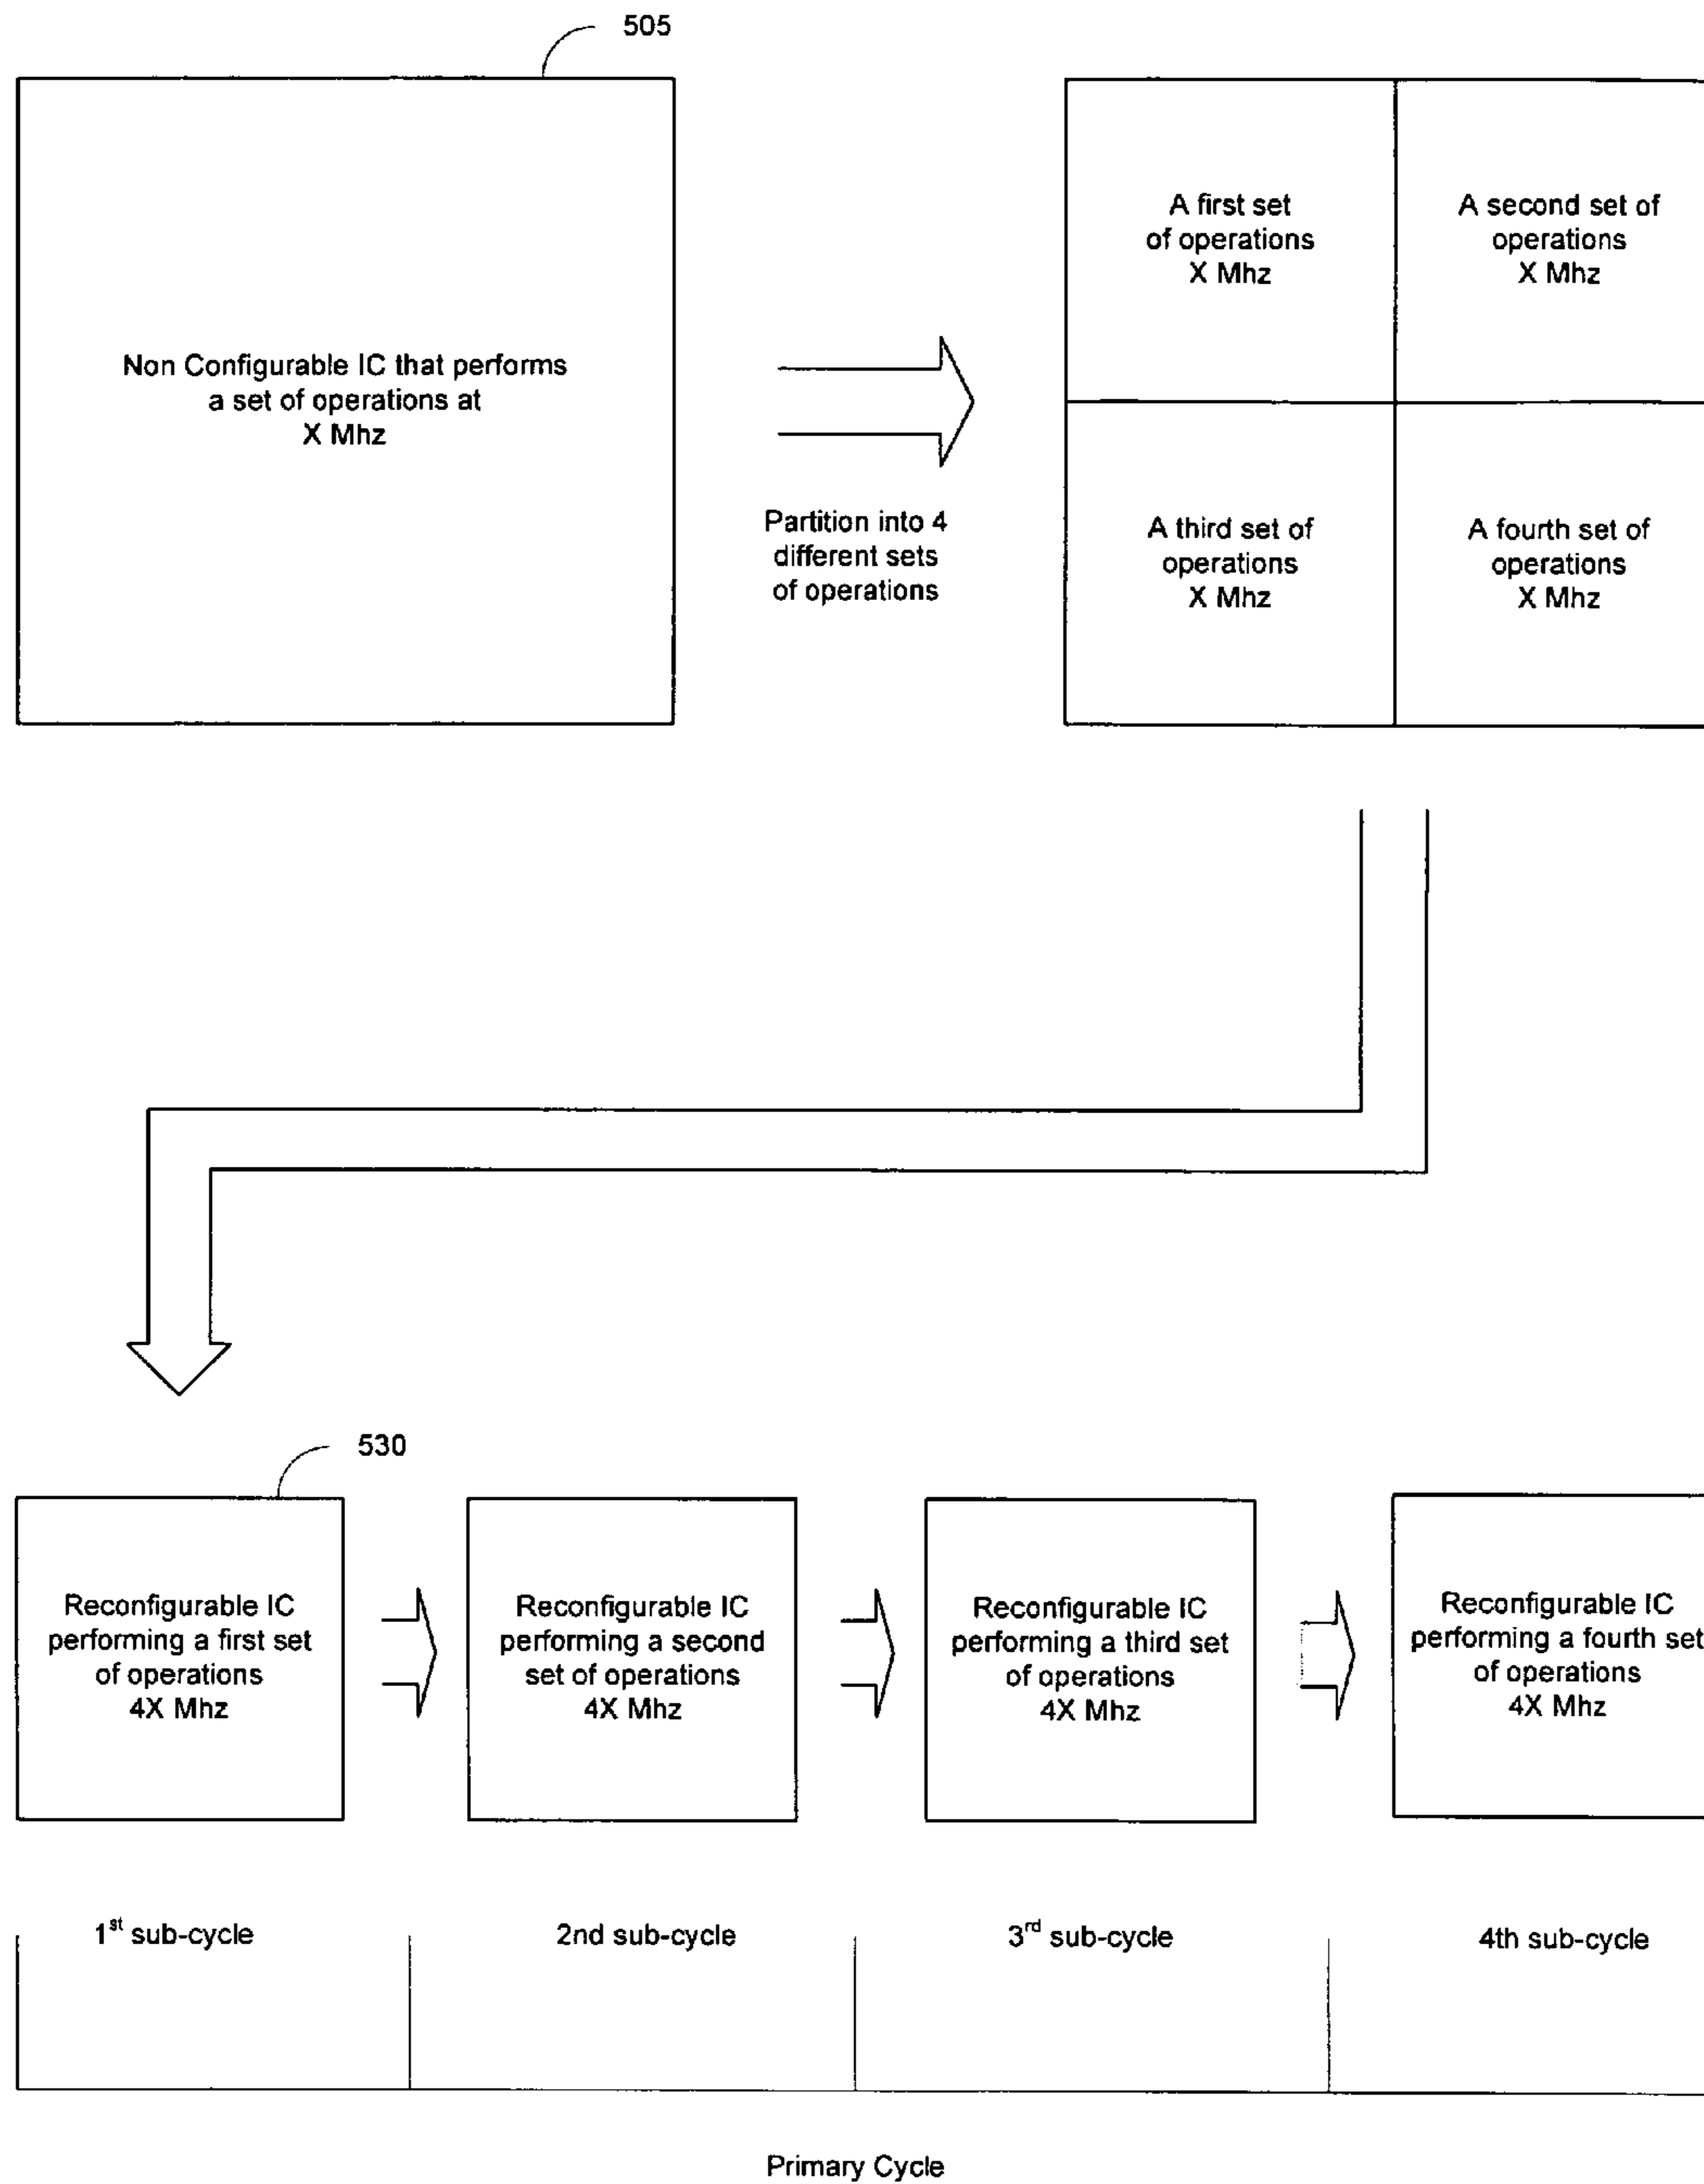 505
Non Configurable IC that performs
a set of operations at
X Mhz
Partition into 4
different sets
of operations
A first set
of operations
X Mhz
A second set of
operations
X Mhz
A third set of
operations
X Mhz
A fourth set of
operations
X Mhz
530
Reconfigurable IC
performing a first set
of operations
4X Mhz
Reconfigurable IC
performing a second
set of operations
4X Mhz
Reconfigurable IC
performing a third set
of operations
4X Mhz
Reconfigurable IC
performing a fourth set
of operations
4X Mhz
1st sub-cycle
2nd sub-cycle
3rd sub-cycle
4th sub-cycle
Primary Cycle